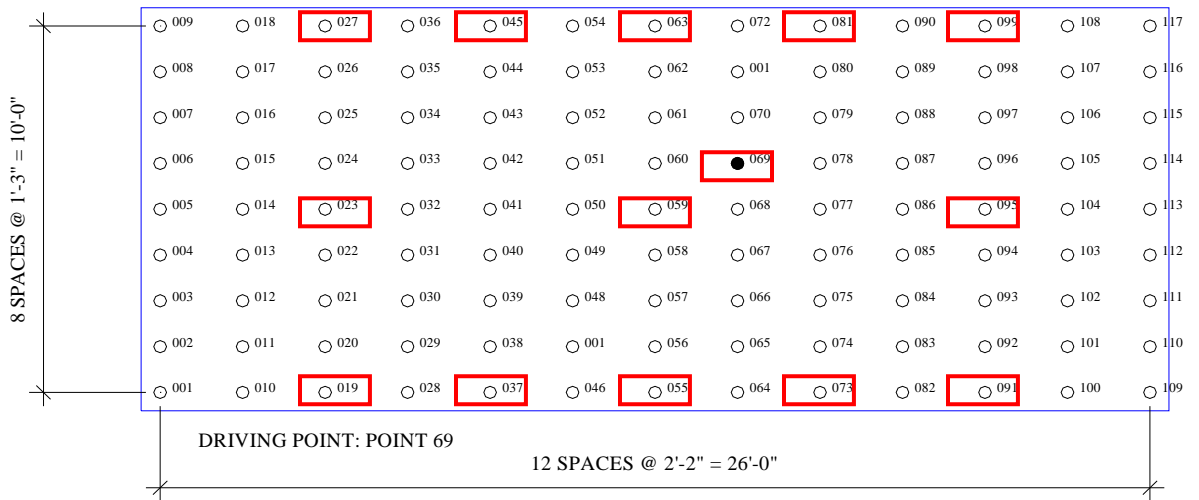 009 018 027 036 045 054 063 072 081 090 099 108 117
008 017 026 035 044 053 062 001 080 089 098 107 116
007 016 025 034 043 052 061 070 079 088 097 106 115
006 015 024 033 042 051 060 069 078 087 096 105 114
005 014 023 032 041 050 059 068 077 086 095 104 113
004 013 022 031 040 049 058 067 076 085 094 103 112
003 012 021 030 039 048 057 066 075 084 093 102 111
002 011 020 029 038 001 056 065 074 083 092 101 110
001 010 019 028 037 046 055 064 073 082 091 100 109
8 SPACES @ 1'-3" = 10'-0"
DRIVING POINT: POINT 69
12 SPACES @ 2'-2" = 26'-0"